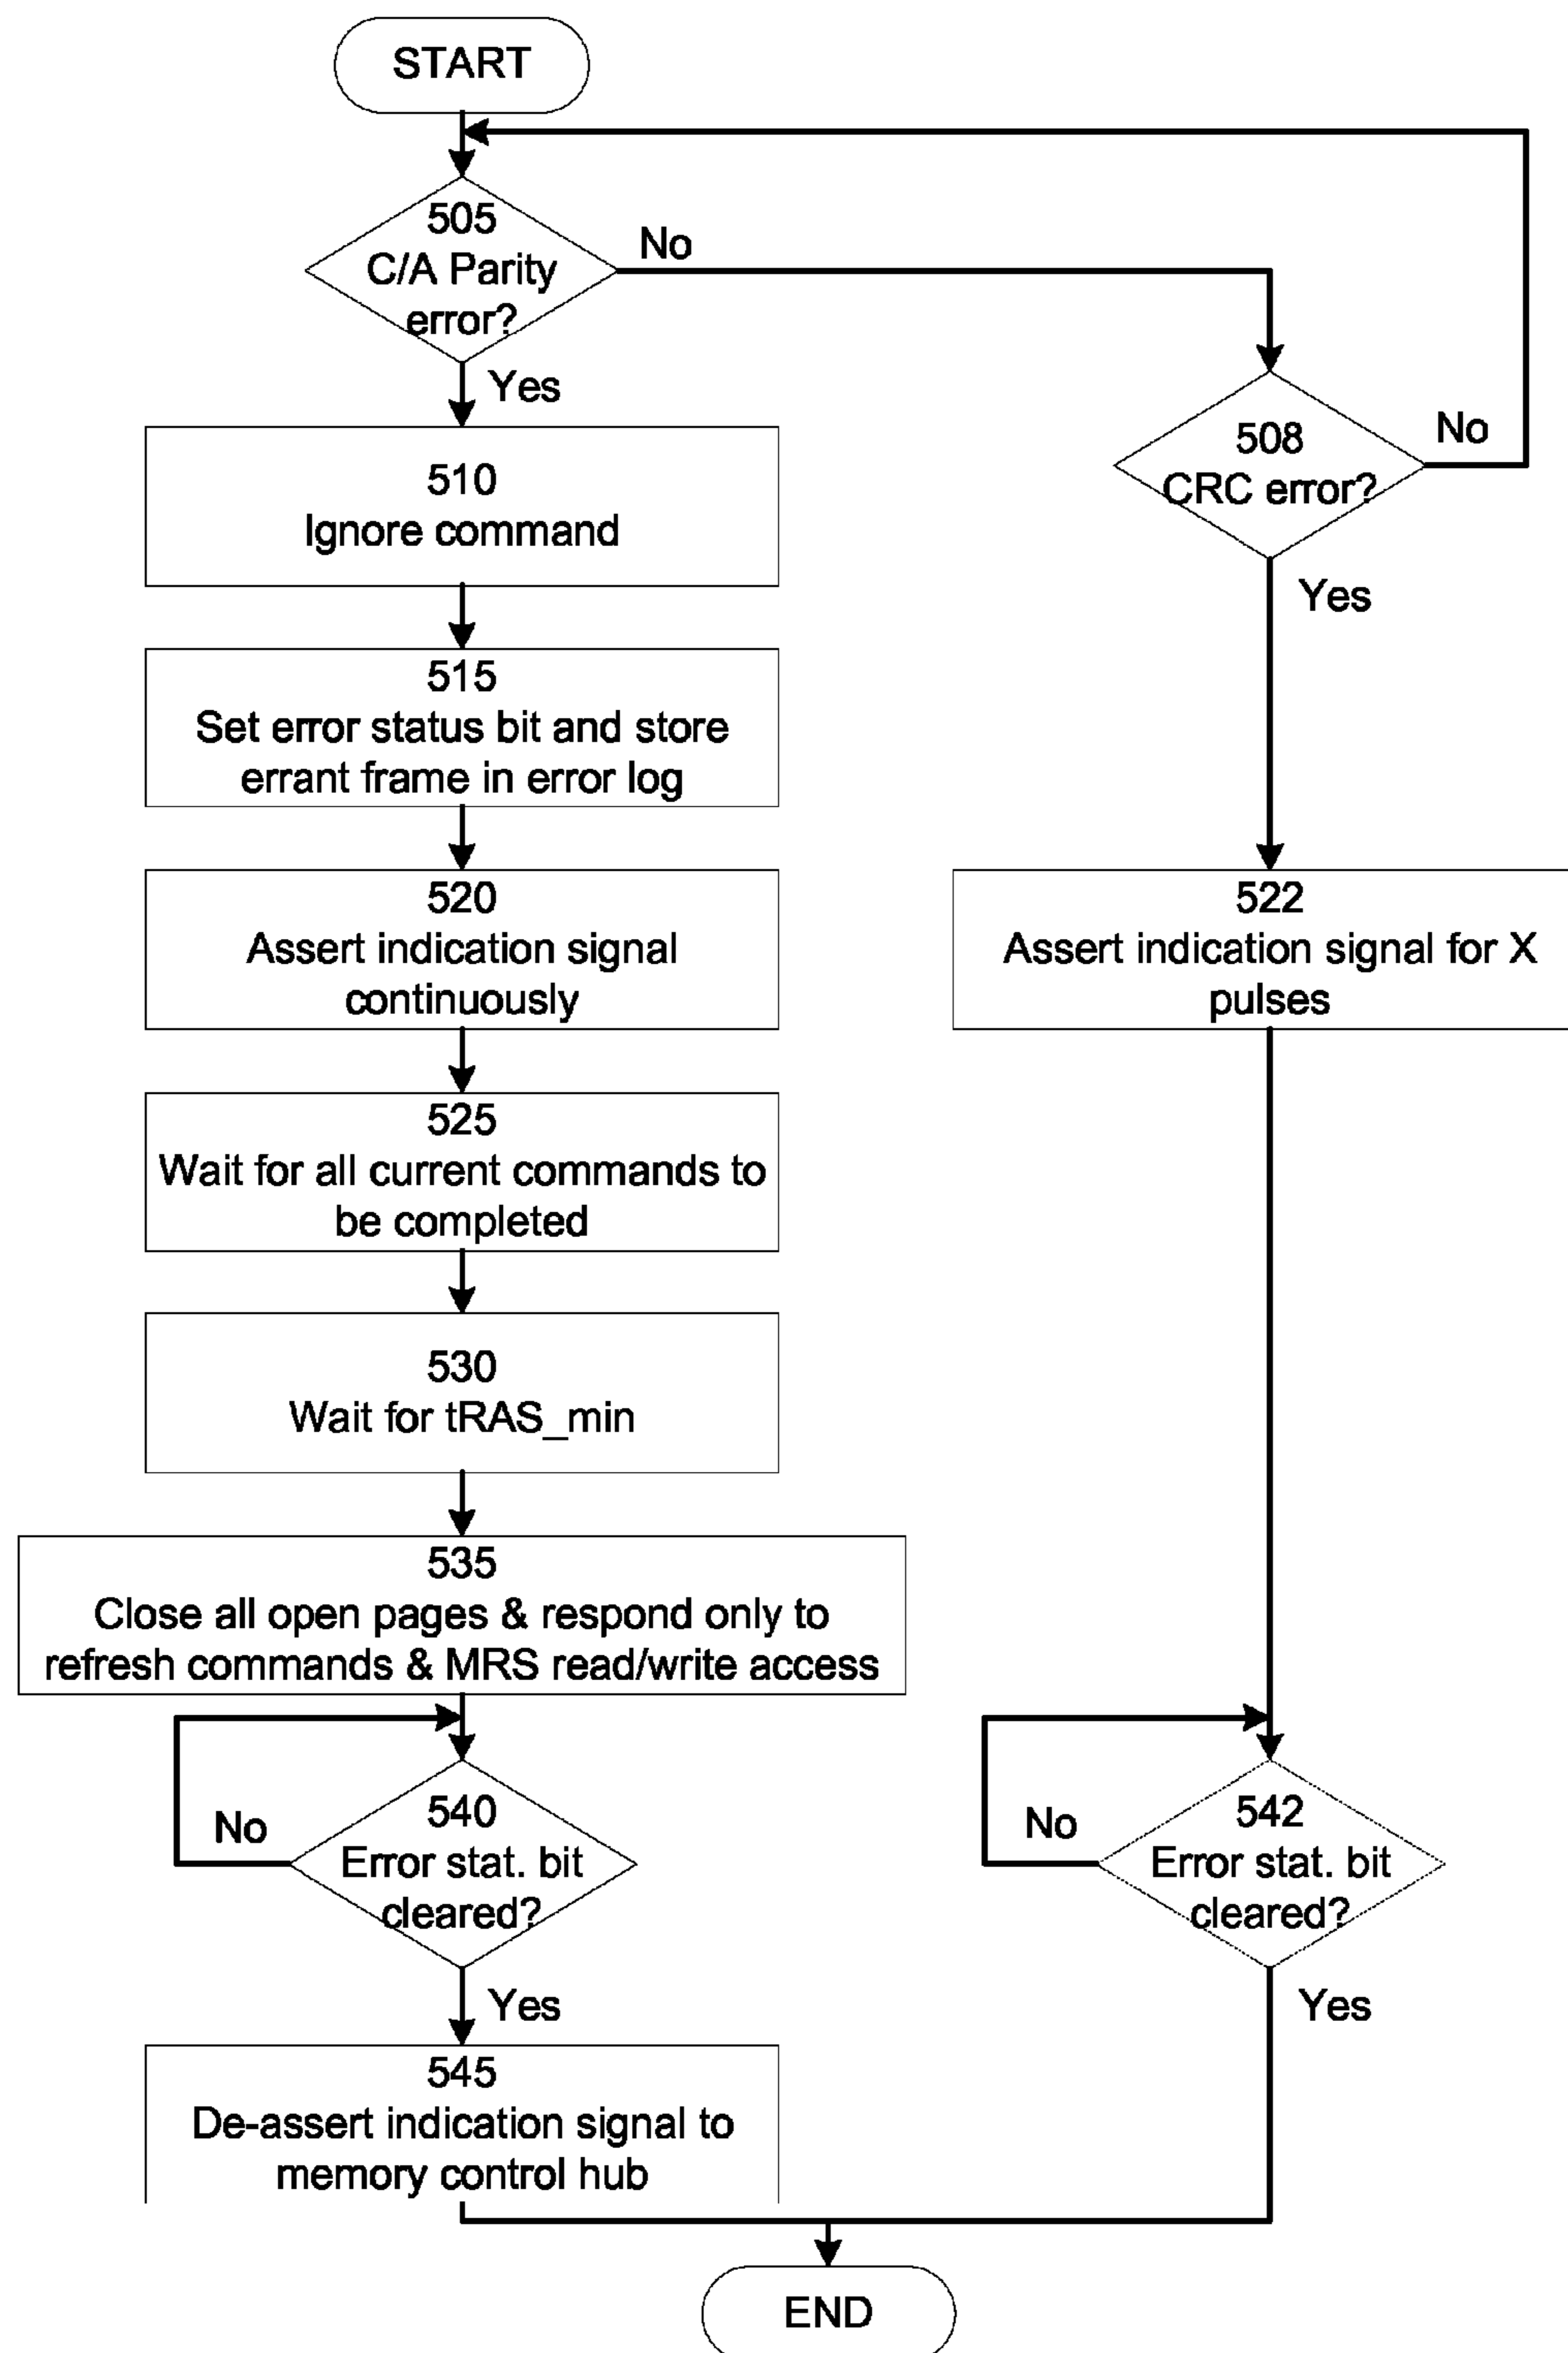 START
505
C/A Parity
error?
No
Yes
508
CRC error?
No
Yes
510
Ignore command
515
Set error status bit and store
errant frame in error log
520
Assert indication signal
continuously
522
Assert indication signal for X
pulses
525
Wait for all current commands to
be completed
530
Wait for tRAS_min
535
Close all open pages & respond only to
refresh commands & MRS read/write access
540
Error stat. bit
cleared?
No
Yes
542
Error stat. bit
cleared?
No
Yes
545
De-assert indication signal to
memory control hub
END